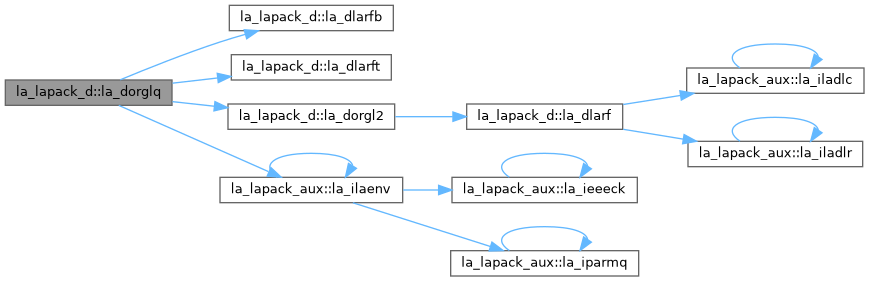 la_lapack_d::la_dlarfb
la_lapack_d::la_dlarft
la_lapack_aux::la_iladlc
la_lapack_d::la_dorglq
la_lapack_d::la_dorgl2
la_lapack_d::la_dlarf
la_lapack_aux::la_iladlr
la_lapack_aux::la_ilaenv
la_lapack_aux::la_ieeeck
la_lapack_aux::la_iparmq